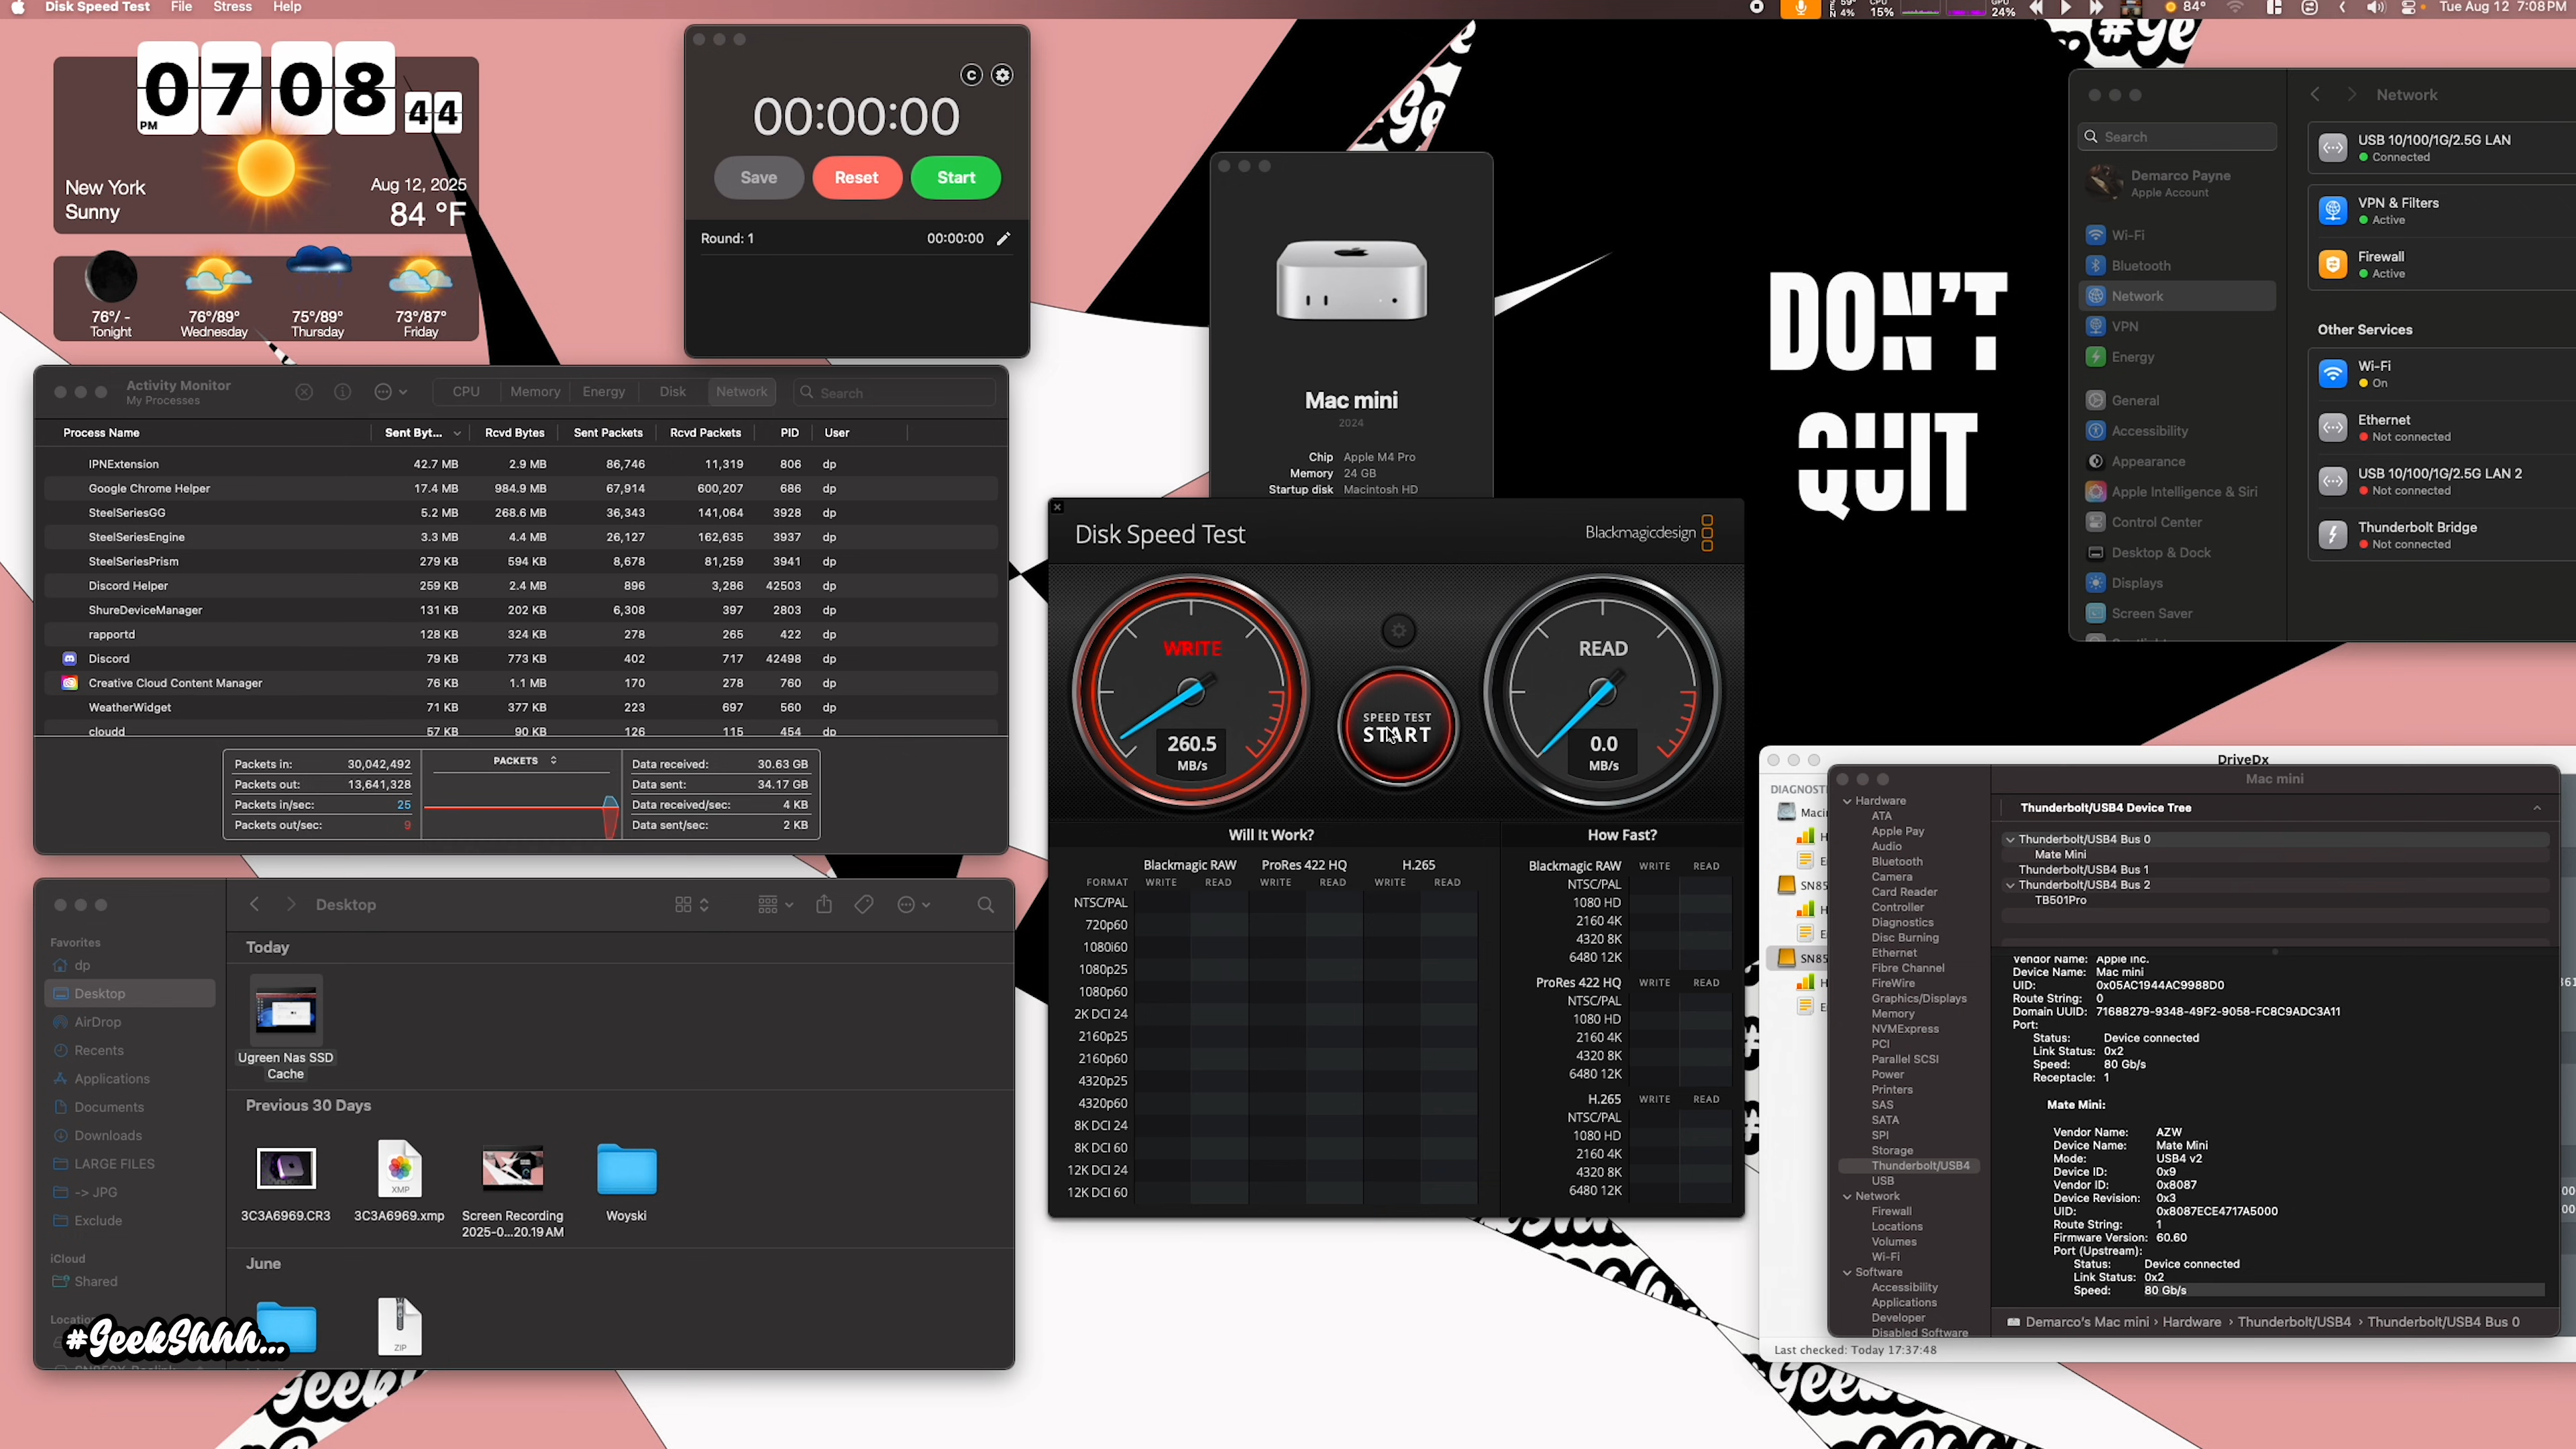 Disk Speed Test File Stress Help
59°
4%
CPU
15%
GPU
24%
84°
Tue Aug 12 7:08 PM
07 08 44
PM
New York
Sunny
Aug 12, 2025
84 °F
76°/ - 76°/89° 75°/89° 73°/87°
Tonight Wednesday Thursday Friday
C
00:00:00
Save Reset Start
Round: 1 00:00:00
Mac mini
2024
Chip Apple M4 Pro
Memory 24 GB
Startup disk Macintosh HD
DON'T
QUIT
Network
Search
Demarco Payne
Apple Account
Wi-Fi
Bluetooth
Network
VPN
Energy
General
Accessibility
Appearance
Apple Intelligence & Siri
Control Center
Desktop & Dock
Displays
Screen Saver
USB 10/100/1G/2.5G LAN
Connected
VPN & Filters
Active
Firewall
Active
Other Services
Wi-Fi
On
Ethernet
Not connected
USB 10/100/1G/2.5G LAN 2
Not connected
Thunderbolt Bridge
Not connected
Activity Monitor
My Processes
CPU Memory Energy Disk Network
Search
Process Name Sent Byt... Rcvd Bytes Sent Packets Rcvd Packets PID User
IPNExtension 42.7 MB 2.9 MB 86,746 11,319 806 dp
Google Chrome Helper 17.4 MB 984.9 MB 67,914 600,207 686 dp
SteelSeriesGG 5.2 MB 268.6 MB 36,343 141,064 3928 dp
SteelSeriesEngine 3.3 MB 4.4 MB 26,127 162,635 3937 dp
SteelSeriesPrism 279 KB 594 KB 8,678 81,259 3941 dp
Discord Helper 259 KB 2.4 MB 896 3,286 42503 dp
ShureDeviceManager 131 KB 202 KB 6,308 397 2803 dp
rapportd 128 KB 324 KB 278 265 422 dp
Discord 79 KB 773 KB 402 717 42498 dp
Creative Cloud Content Manager 76 KB 1.1 MB 170 278 760 dp
WeatherWidget 71 KB 377 KB 223 697 560 dp
cloudd 57 KB 90 KB 126 115 454 dp
Packets in: 30,042,492
Packets out: 13,641,328
Packets in/sec: 25
Packets out/sec: 9
PACKETS
Data received: 30.63 GB
Data sent: 34.17 GB
Data received/sec: 4 KB
Data sent/sec: 2 KB
Disk Speed Test
Blackmagicdesign
WRITE
260.5
MB/s
SPEED TEST
START
READ
0.0
MB/s
Will It Work?
Blackmagic RAW ProRes 422 HQ H.265
FORMAT WRITE READ WRITE READ WRITE READ
NTSC/PAL
720p60
1080i60
1080p25
1080p60
2K DCI 24
2160p25
2160p60
4320p25
4320p60
8K DCI 24
8K DCI 60
12K DCI 24
12K DCI 60
How Fast?
Blackmagic RAW WRITE READ
NTSC/PAL
1080 HD
2160 4K
4320 8K
6480 12K
ProRes 422 HQ WRITE READ
NTSC/PAL
1080 HD
2160 4K
4320 8K
6480 12K
H.265 WRITE READ
NTSC/PAL
1080 HD
2160 4K
4320 8K
6480 12K
Desktop
Favorites
dp
Desktop
AirDrop
Recents
Applications
Documents
Downloads
LARGE FILES
-> JPG
Exclude
iCloud
Shared
Today
Ugreen Nas SSD
Cache
Previous 30 Days
XMP
3C3A6969.CR3 3C3A6969.xmp Screen Recording Woyski
2025-0...20.19 AM
June
ZIP
#GeekShhh...
DriveDx
DIAGNOST
Macin
SN85
SN85
Last checked: Today 17:37:48
Mac mini
Hardware
ATA
Apple Pay
Audio
Bluetooth
Camera
Card Reader
Controller
Diagnostics
Disc Burning
Ethernet
Fibre Channel
FireWire
Graphics/Displays
Memory
NVMExpress
PCI
Parallel SCSI
Power
Printers
SAS
SATA
SPI
Storage
Thunderbolt/USB4
USB
Network
Firewall
Locations
Volumes
Wi-Fi
Software
Accessibility
Applications
Developer
Disabled Software
Thunderbolt/USB4 Device Tree
Thunderbolt/USB4 Bus 0
Mate Mini
Thunderbolt/USB4 Bus 1
Thunderbolt/USB4 Bus 2
TB501Pro
Vendor Name: Apple Inc.
Device Name: Mac mini
UID: 0x05AC1944AC9988D0
Route String: 0
Domain UUID: 71688279-9348-49F2-9058-FC8C9ADC3A11
Port:
Status: Device connected
Link Status: 0x2
Speed: 80 Gb/s
Receptacle: 1
Mate Mini:
Vendor Name: AZW
Device Name: Mate Mini
Mode: USB4 v2
Device ID: 0x9
Vendor ID: 0x8087
Device Revision: 0x3
UID: 0x8087ECE4717A5000
Route String: 1
Firmware Version: 60.60
Port (Upstream):
Status: Device connected
Link Status: 0x2
Speed: 80 Gb/s
Demarco's Mac mini › Hardware › Thunderbolt/USB4 › Thunderbolt/USB4 Bus 0